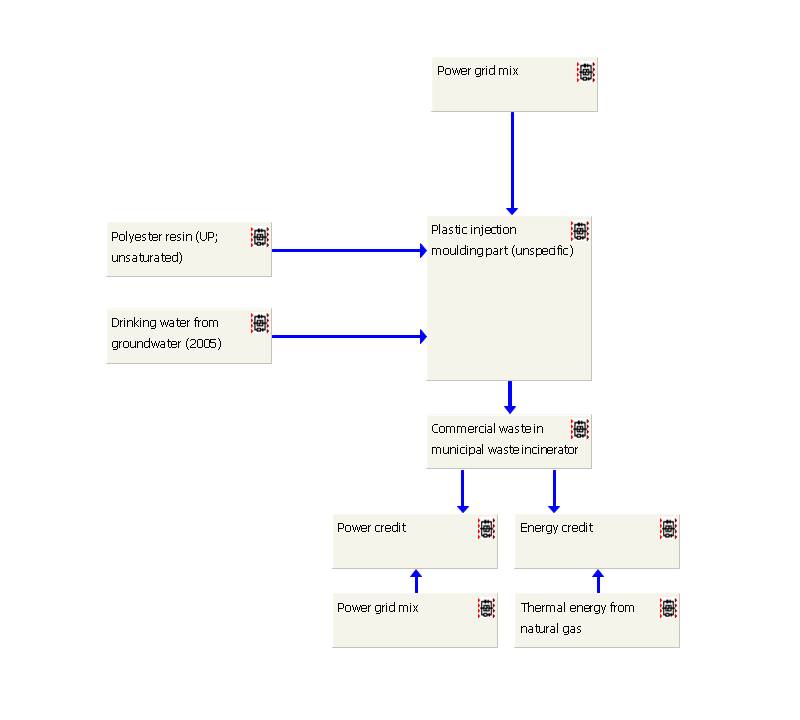 Power grid mix
Polyester resin (UP;
unsaturated)
Plastic injection
moulding part (unspecific)
Drinking water from
groundwater (2005)
Commercial waste in
municipal waste incinerator
Power credit
Energy credit
Power grid mix
Thermal energy from
natural gas